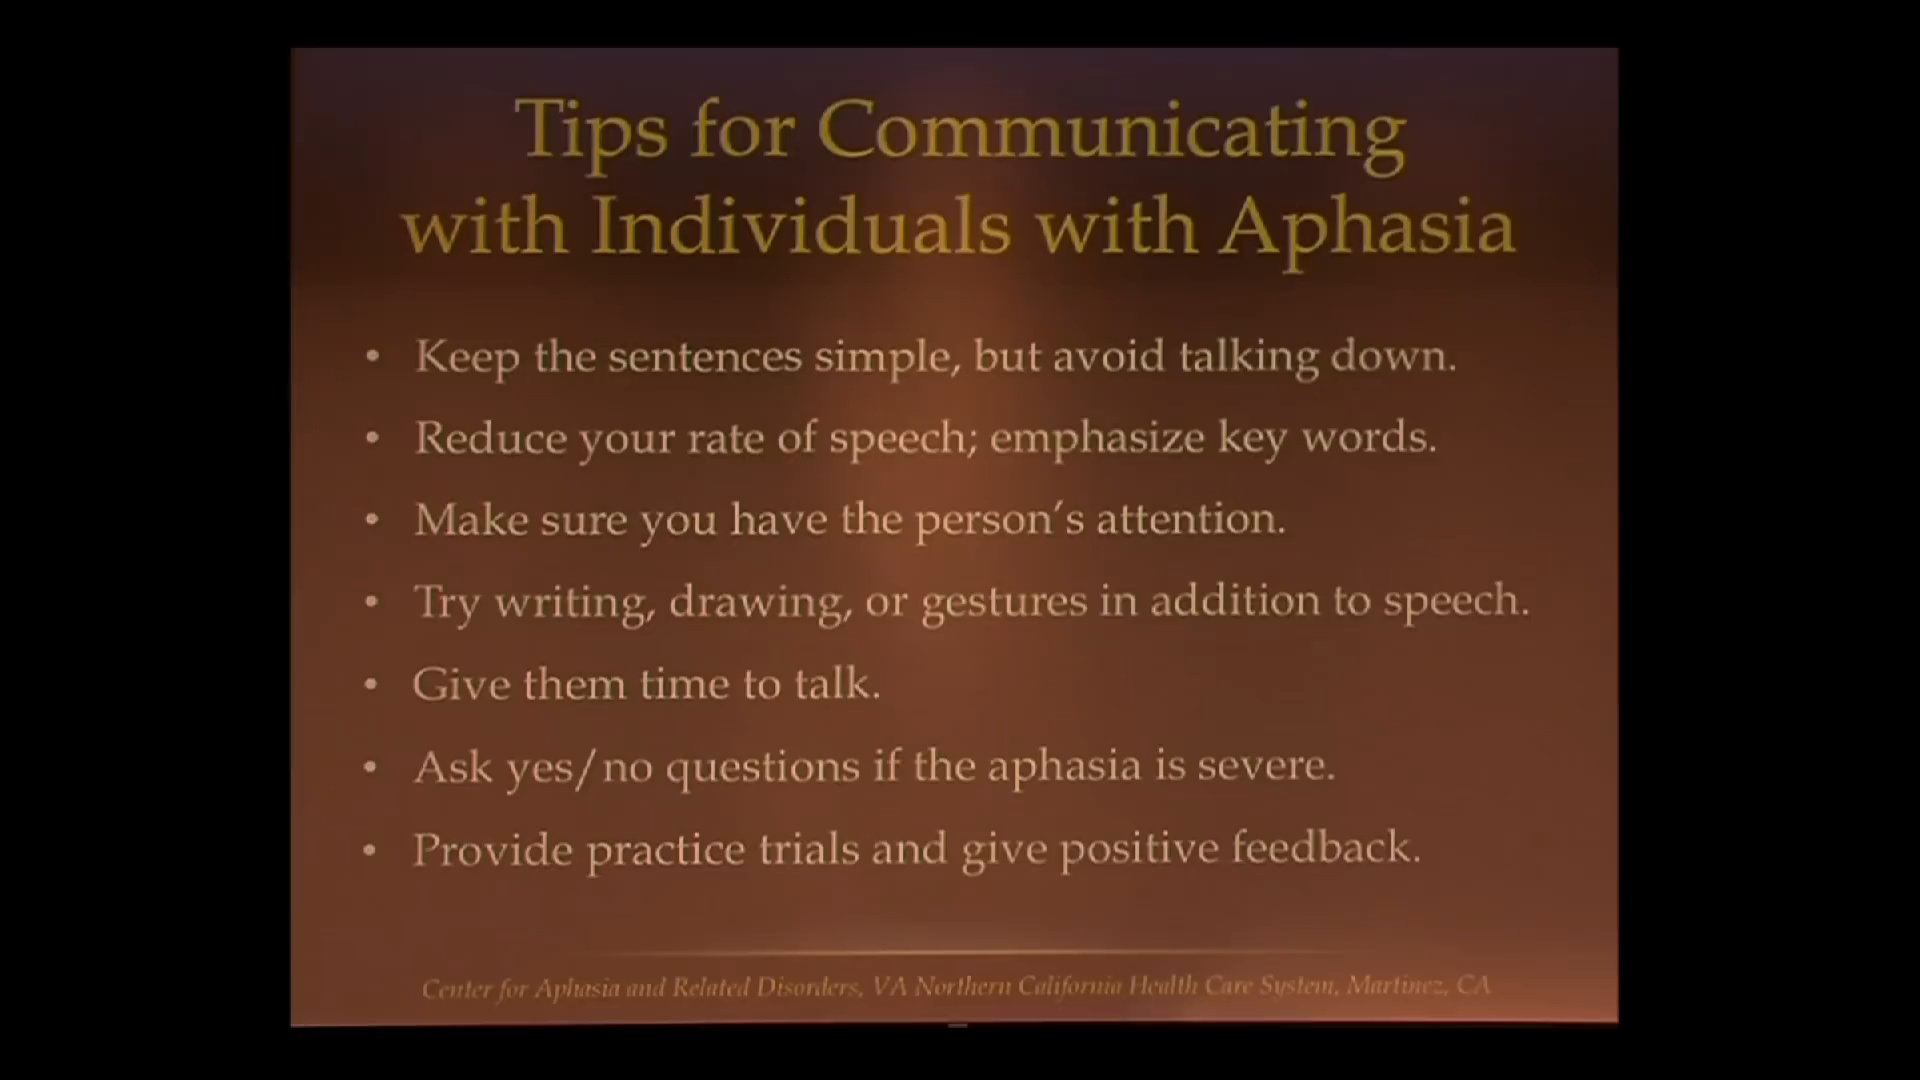 Tips for Communicating
with Individuals with Aphasia
• Keep the sentences simple, but avoid talking down.
• Reduce your rate of speech; emphasize key words.
• Make sure you have the person’s attention.
• Try writing, drawing, or gestures in addition to speech.
• Give them time to talk.
• Ask yes/no questions if the aphasia is severe.
• Provide practice trials and give positive feedback.
Center for Aphasia and Related Disorders, VA Northern California Health Care System, Martinez, CA